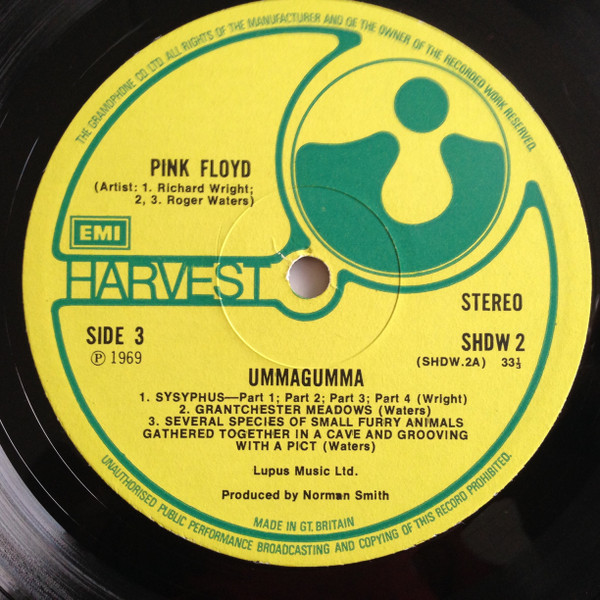 THE GRAMOPHONE CO LTD ALL RIGHTS OF THE MANUFACTURER AND OF THE OWNER OF THE RECORDED WORK RESERVED.
PINK FLOYD
(Artist: 1. Richard Wright;
2, 3. Roger Waters)
EMI
HARVEST
STEREO
SIDE 3
Ⓟ 1969
SHDW 2
(SHDW.2A) 33⅓
UMMAGUMMA
1. SYSYPHUS—Part 1; Part 2; Part 3; Part 4 (Wright)
2. GRANTCHESTER MEADOWS (Waters)
3. SEVERAL SPECIES OF SMALL FURRY ANIMALS
GATHERED TOGETHER IN A CAVE AND GROOVING
WITH A PICT (Waters)
Lupus Music Ltd.
Produced by Norman Smith
MADE IN GT. BRITAIN
UNAUTHORISED PUBLIC PERFORMANCE BROADCASTING AND COPYING OF THIS RECORD PROHIBITED.